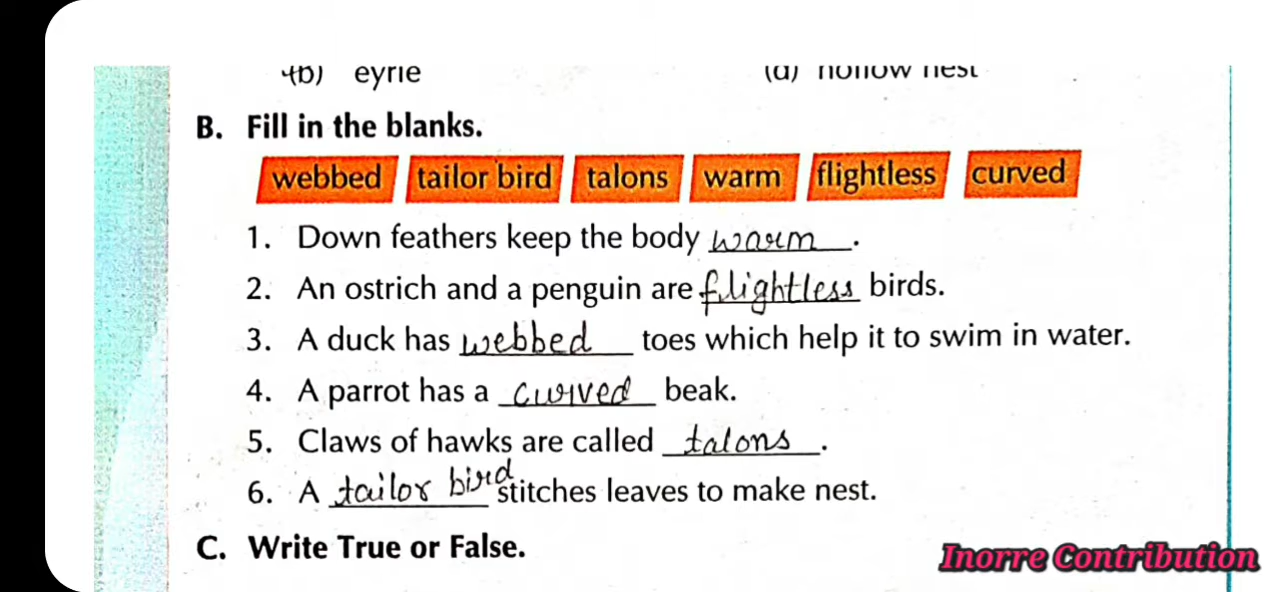 (b) eyrie (d) hollow nest
B. Fill in the blanks.
webbed tailor bird talons warm flightless curved
1. Down feathers keep the body warm.
2. An ostrich and a penguin are flightless birds.
3. A duck has webbed toes which help it to swim in water.
4. A parrot has a curved beak.
5. Claws of hawks are called talons.
6. A tailor bird stitches leaves to make nest.
C. Write True or False.
Inorre Contribution